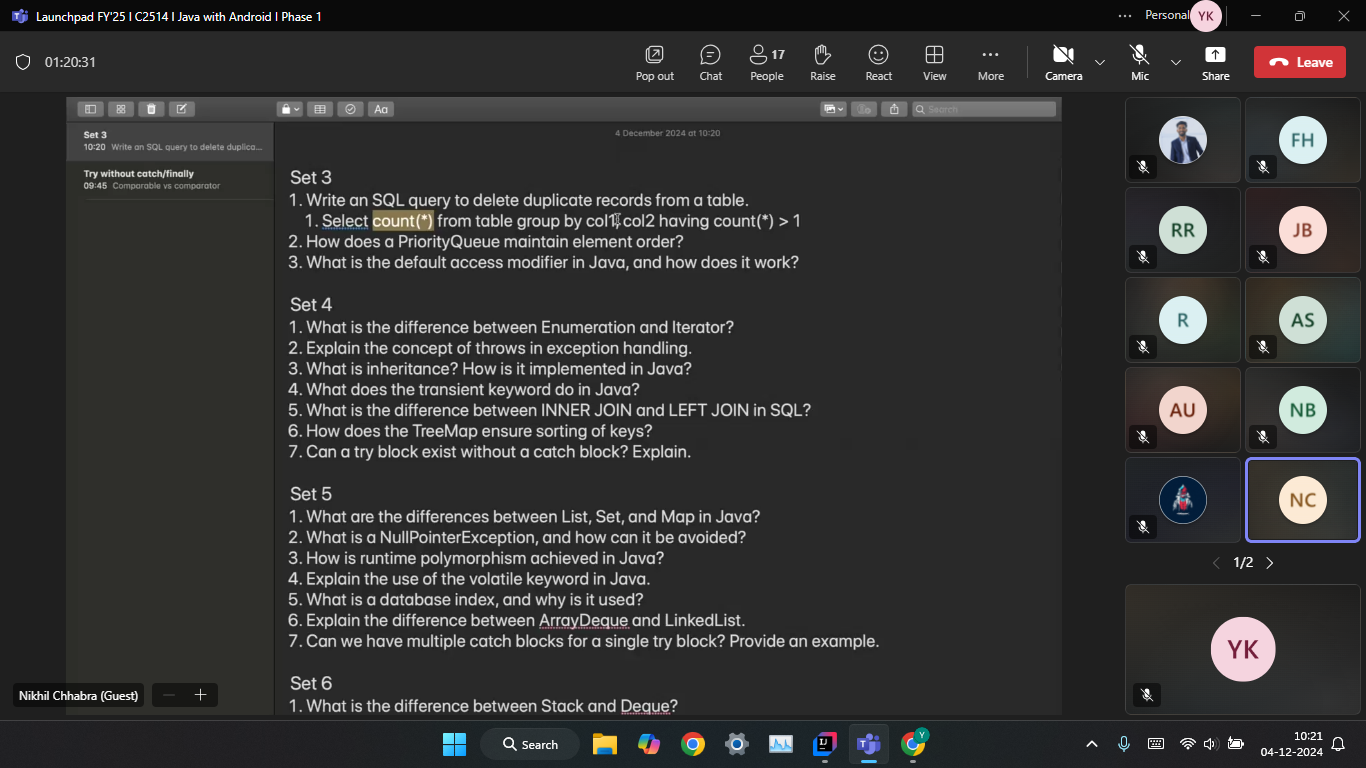 Launchpad FY'25 | C2514 | Java with Android | Phase 1
Personal
YK
01:20:31
Pop out
Chat
17
People
Raise
React
View
More
Camera
Mic
Share
Leave
Aa
Search
Set 3
10:20 Write an SQL query to delete duplica...
Try without catch/finally
09:45 Comparable vs comparator
4 December 2024 at 10:20
Set 3
1. Write an SQL query to delete duplicate records from a table.
1. Select count(*) from table group by col1, col2 having count(*) > 1
2. How does a PriorityQueue maintain element order?
3. What is the default access modifier in Java, and how does it work?
Set 4
1. What is the difference between Enumeration and Iterator?
2. Explain the concept of throws in exception handling.
3. What is inheritance? How is it implemented in Java?
4. What does the transient keyword do in Java?
5. What is the difference between INNER JOIN and LEFT JOIN in SQL?
6. How does the TreeMap ensure sorting of keys?
7. Can a try block exist without a catch block? Explain.
Set 5
1. What are the differences between List, Set, and Map in Java?
2. What is a NullPointerException, and how can it be avoided?
3. How is runtime polymorphism achieved in Java?
4. Explain the use of the volatile keyword in Java.
5. What is a database index, and why is it used?
6. Explain the difference between ArrayDeque and LinkedList.
7. Can we have multiple catch blocks for a single try block? Provide an example.
Set 6
1. What is the difference between Stack and Deque?
Nikhil Chhabra (Guest)
FH
RR
JB
R
AS
AU
NB
NC
1/2
YK
Search
10:21
04-12-2024